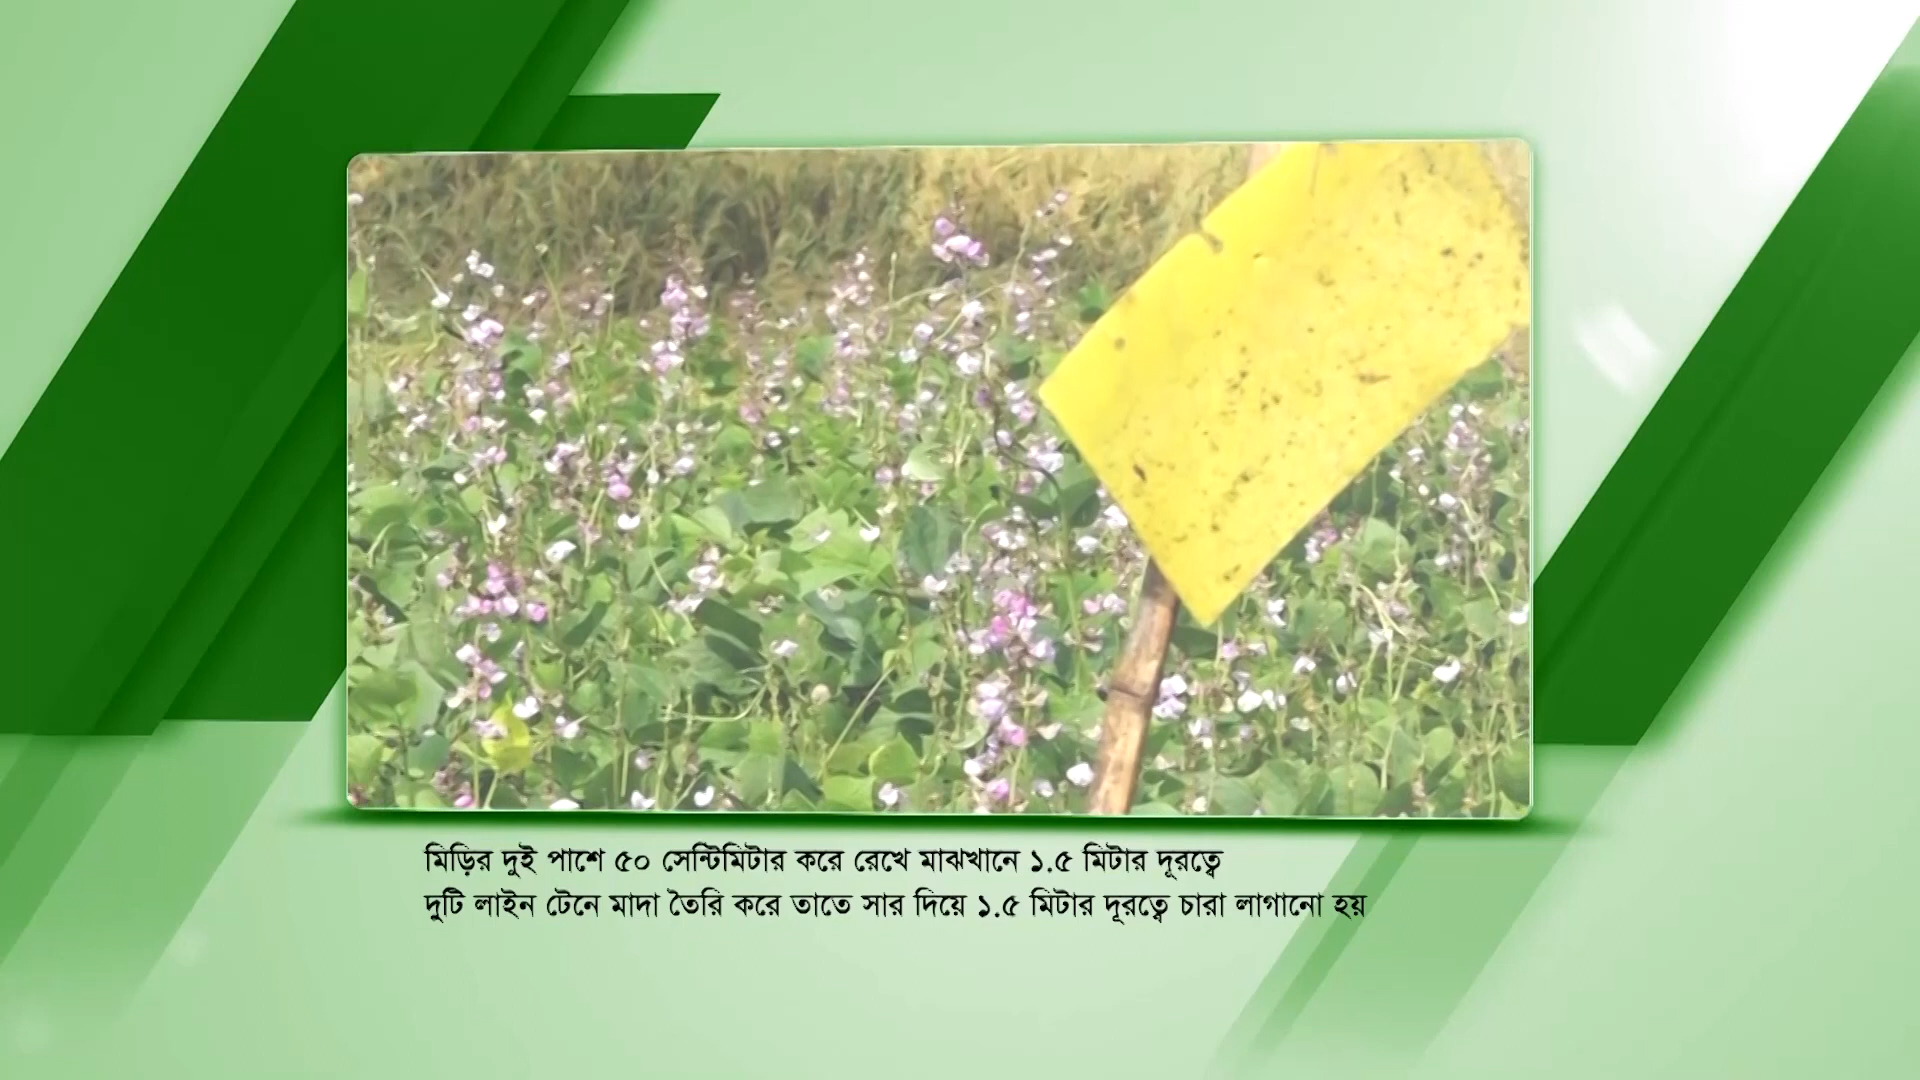 মিড়ির দুই পাশে ৫০ সেন্টিমিটার করে রেখে মাঝখানে ১.৫ মিটার দূরত্বে
দুটি লাইন টেনে মাদা তৈরি করে তাতে সার দিয়ে ১.৫ মিটার দূরত্বে চারা লাগানো হয়